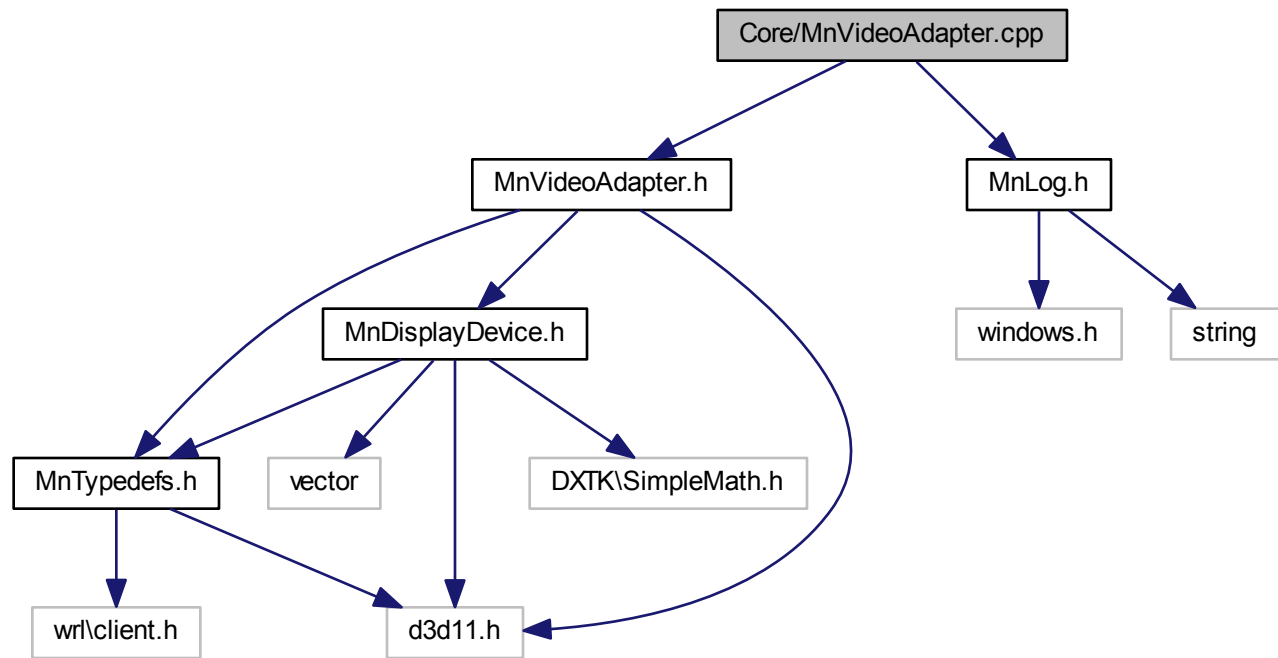 Core/MnVideoAdapter.cpp
MnVideoAdapter.h
MnLog.h
MnDisplayDevice.h
windows.h
string
MnTypedefs.h
vector
DXTK\SimpleMath.h
wrl\client.h
d3d11.h